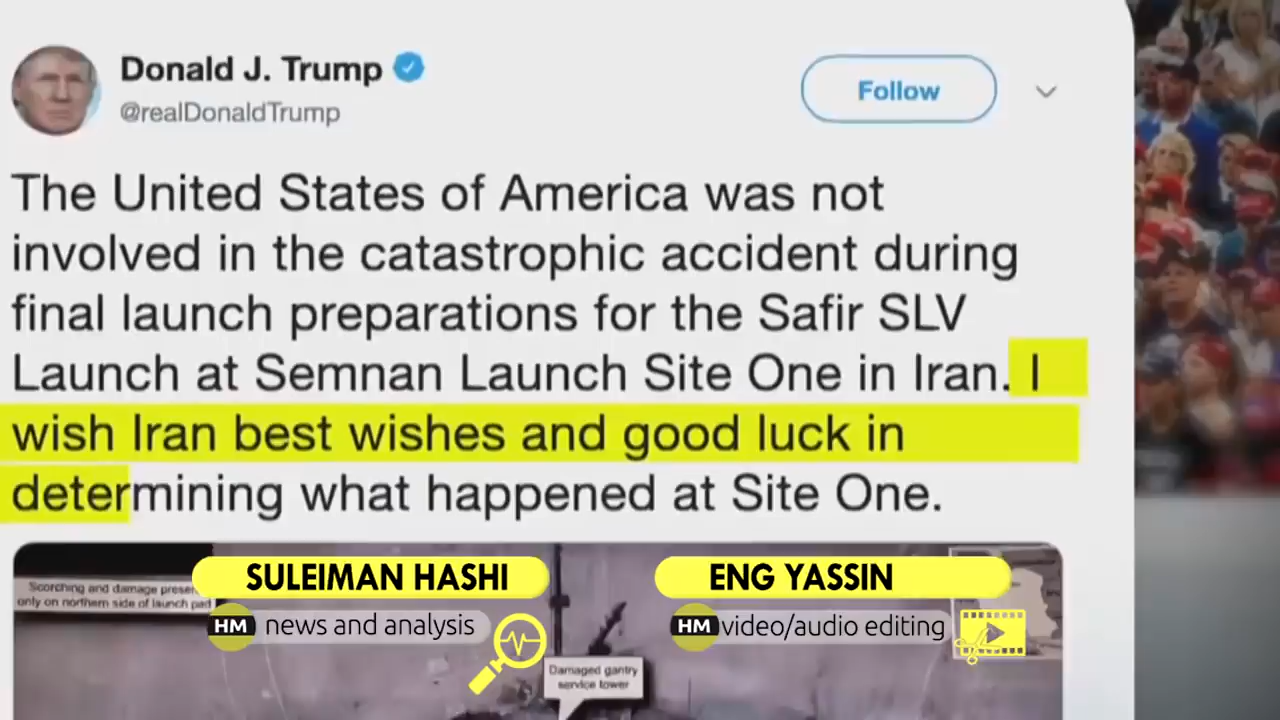 Donald J. Trump
@realDonaldTrump
Follow
The United States of America was not
involved in the catastrophic accident during
final launch preparations for the Safir SLV
Launch at Semnan Launch Site One in Iran. I
wish Iran best wishes and good luck in
determining what happened at Site One.
Scorching and damage
only on northern side of launch pad
SULEIMAN HASHI
HM news and analysis
ENG YASSIN
HM video/audio editing
Damaged gantry
service tower